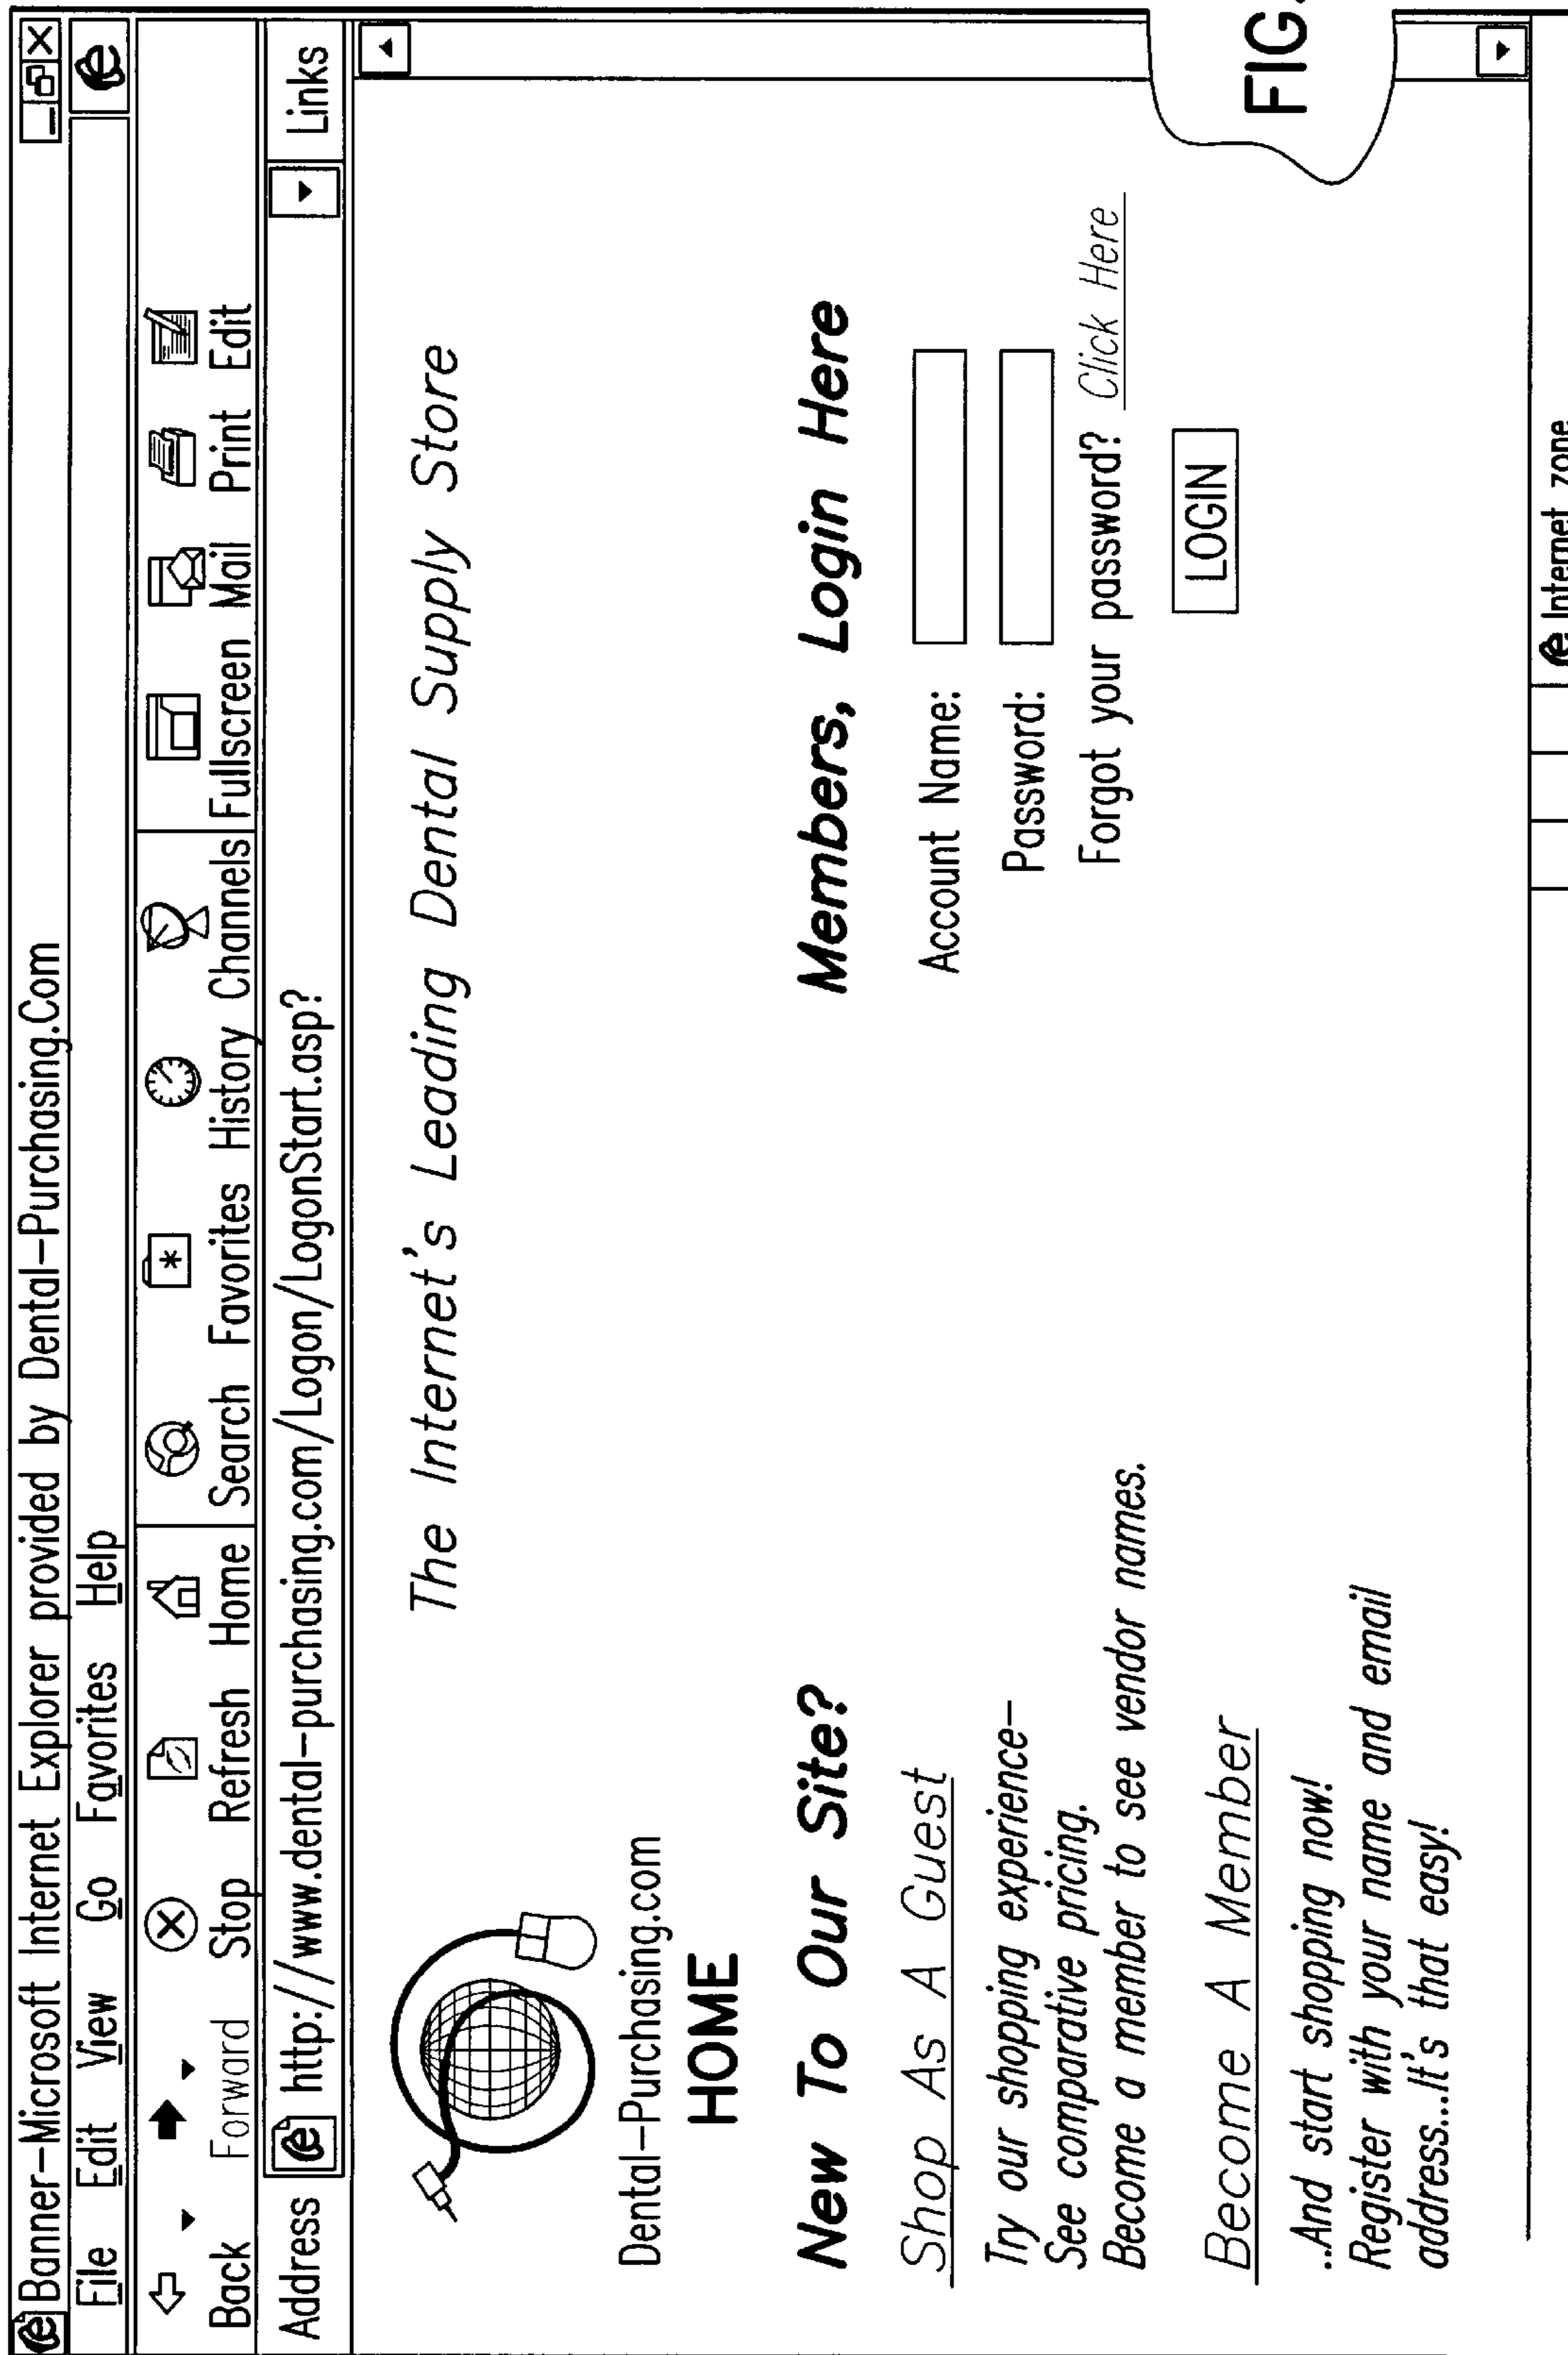 Banner-Microsoft Internet Explorer provided by Dental-Purchasing.Com
File Edit View Go Favorites Help
Back Forward Stop Refresh Home Search Favorites History Channels Fullscreen Mail Print Edit
Address http://www.dental-purchasing.com/Logon/LogonStart.asp? Links
The Internet's Leading Dental Supply Store
Dental-Purchasing.com
HOME
New To Our Site?
Shop As A Guest
Try our shopping experience-
See comparative pricing.
Become a member to see vendor names.
Become A Member
..And start shopping now!
Register with your name and email
address...It's that easy!
Members, Login Here
Account Name:
Password:
Forgot your password? Click Here
LOGIN
FIG.
Internet zone